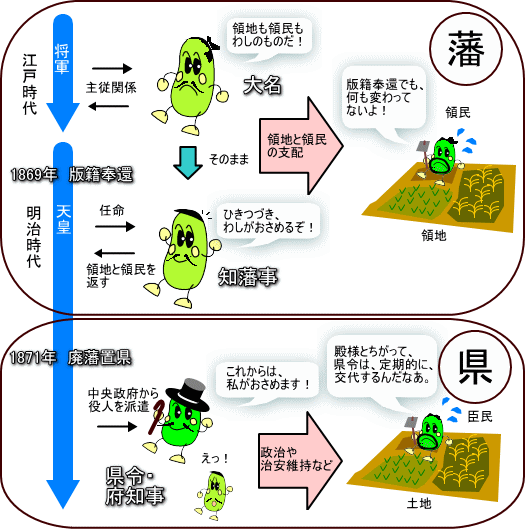 藩
江戸時代
将軍
主従関係
領地も領民も
わしのものだ!
大名
領地と領民
の支配
版籍奉還でも、
何も変わって
ないよ!
領民
領地
そのまま
1869年 版籍奉還
明治時代
天皇
任命
領地と領民を
返す
ひきつづき、
わしがおさめるぞ!
知藩事
県
1871年 廃藩置県
中央政府から
役人を派遣
これからは、
私がおさめます!
県令・
府知事
えっ!
政治や
治安維持など
殿様とちがって、
県令は、定期的に、
交代するんだなあ。
臣民
土地